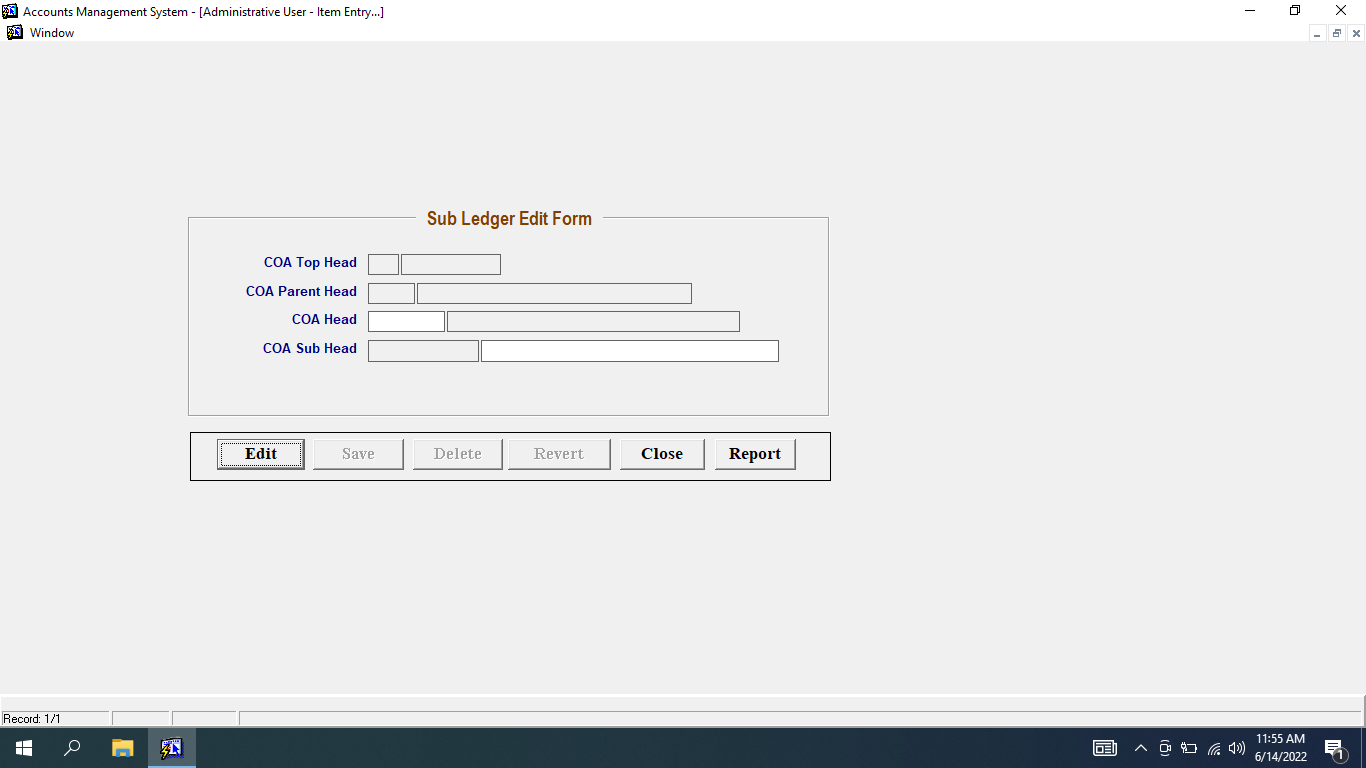 Accounts Management System - [Administrative User - Item Entry...]
Window
Sub Ledger Edit Form
COA Top Head
COA Parent Head
COA Head
COA Sub Head
Edit Save Delete Revert Close Report
Record: 1/1
11:55 AM
6/14/2022
1